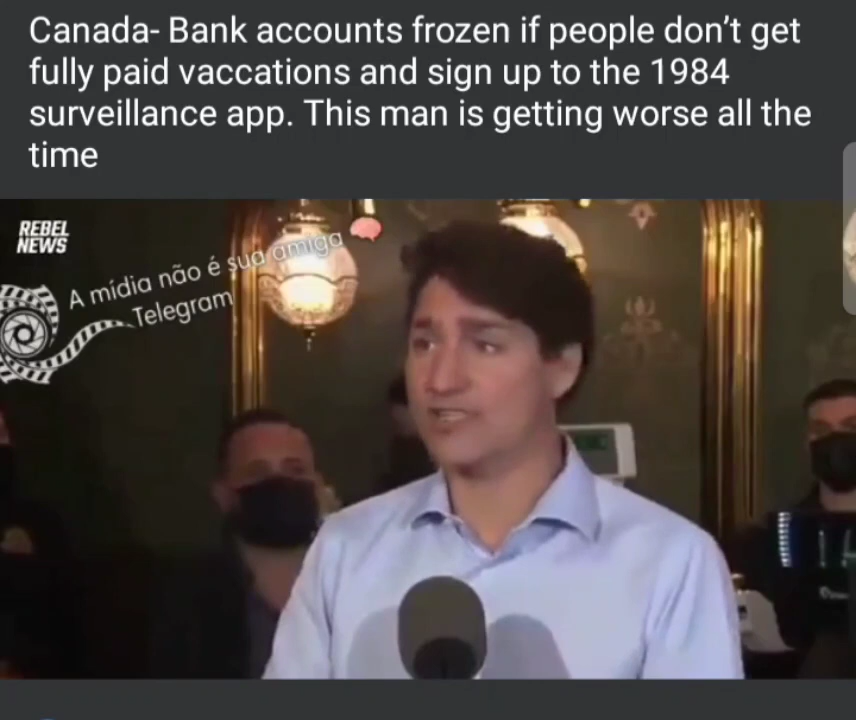 Canada- Bank accounts frozen if people don't get
fully paid vaccations and sign up to the 1984
surveillance app. This man is getting worse all the
time
REBEL
NEWS
A mídia não é sua amiga
Telegram